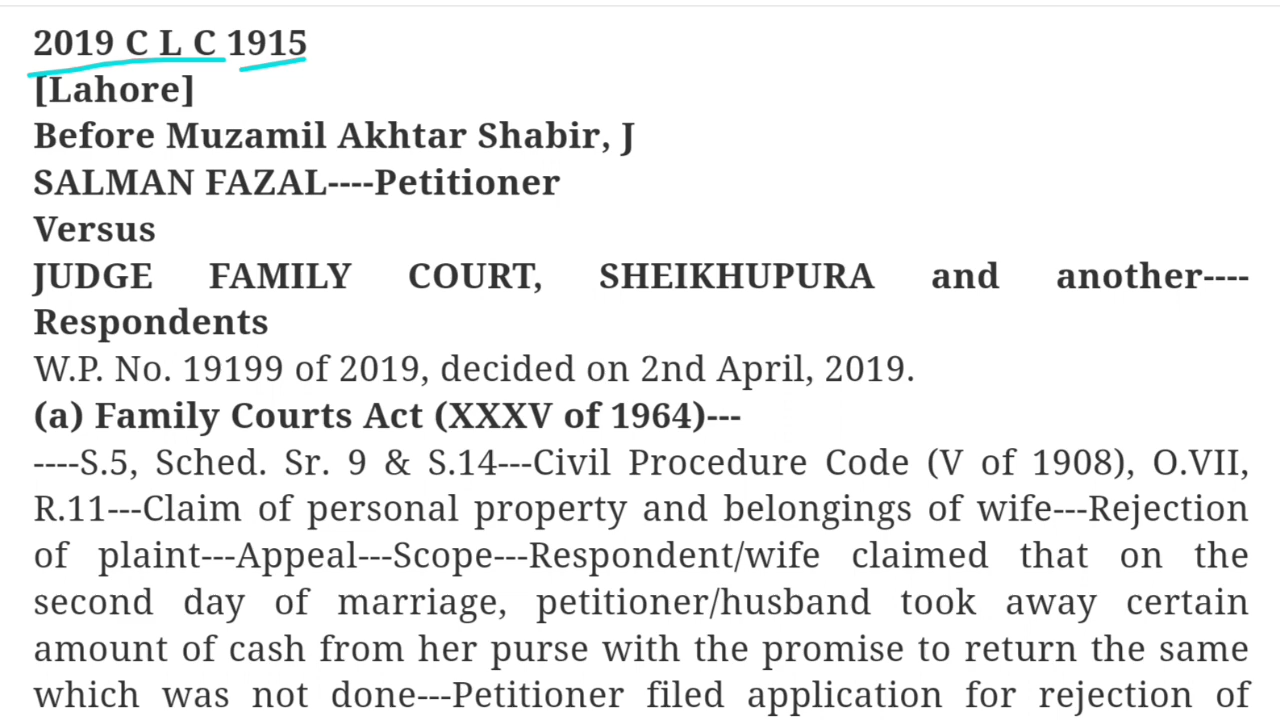 2019 C L C 1915
[Lahore]
Before Muzamil Akhtar Shabir, J
SALMAN FAZAL----Petitioner
Versus
JUDGE FAMILY COURT, SHEIKHUPURA and another----
Respondents
W.P. No. 19199 of 2019, decided on 2nd April, 2019.
(a) Family Courts Act (XXXV of 1964)---
----S.5, Sched. Sr. 9 & S.14---Civil Procedure Code (V of 1908), O.VII,
R.11---Claim of personal property and belongings of wife---Rejection
of plaint---Appeal---Scope---Respondent/wife claimed that on the
second day of marriage, petitioner/husband took away certain
amount of cash from her purse with the promise to return the same
which was not done---Petitioner filed application for rejection of